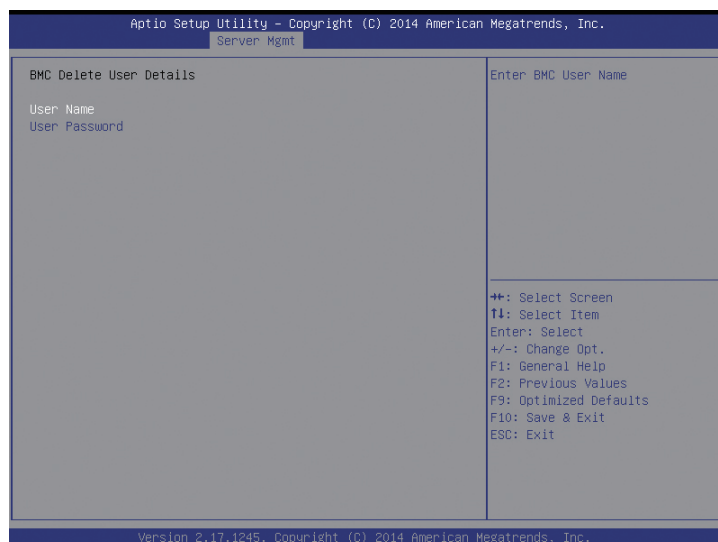 Aptio Setup Utility – Copyright (C) 2014 American Megatrends, Inc.
Server Mgmt
BMC Delete User Details
User Name
User Password
Enter BMC User Name
→←: Select Screen
↑↓: Select Item
Enter: Select
+/-: Change Opt.
F1: General Help
F2: Previous Values
F9: Optimized Defaults
F10: Save & Exit
ESC: Exit
Version 2.17.1245. Copyright (C) 2014 American Megatrends, Inc.